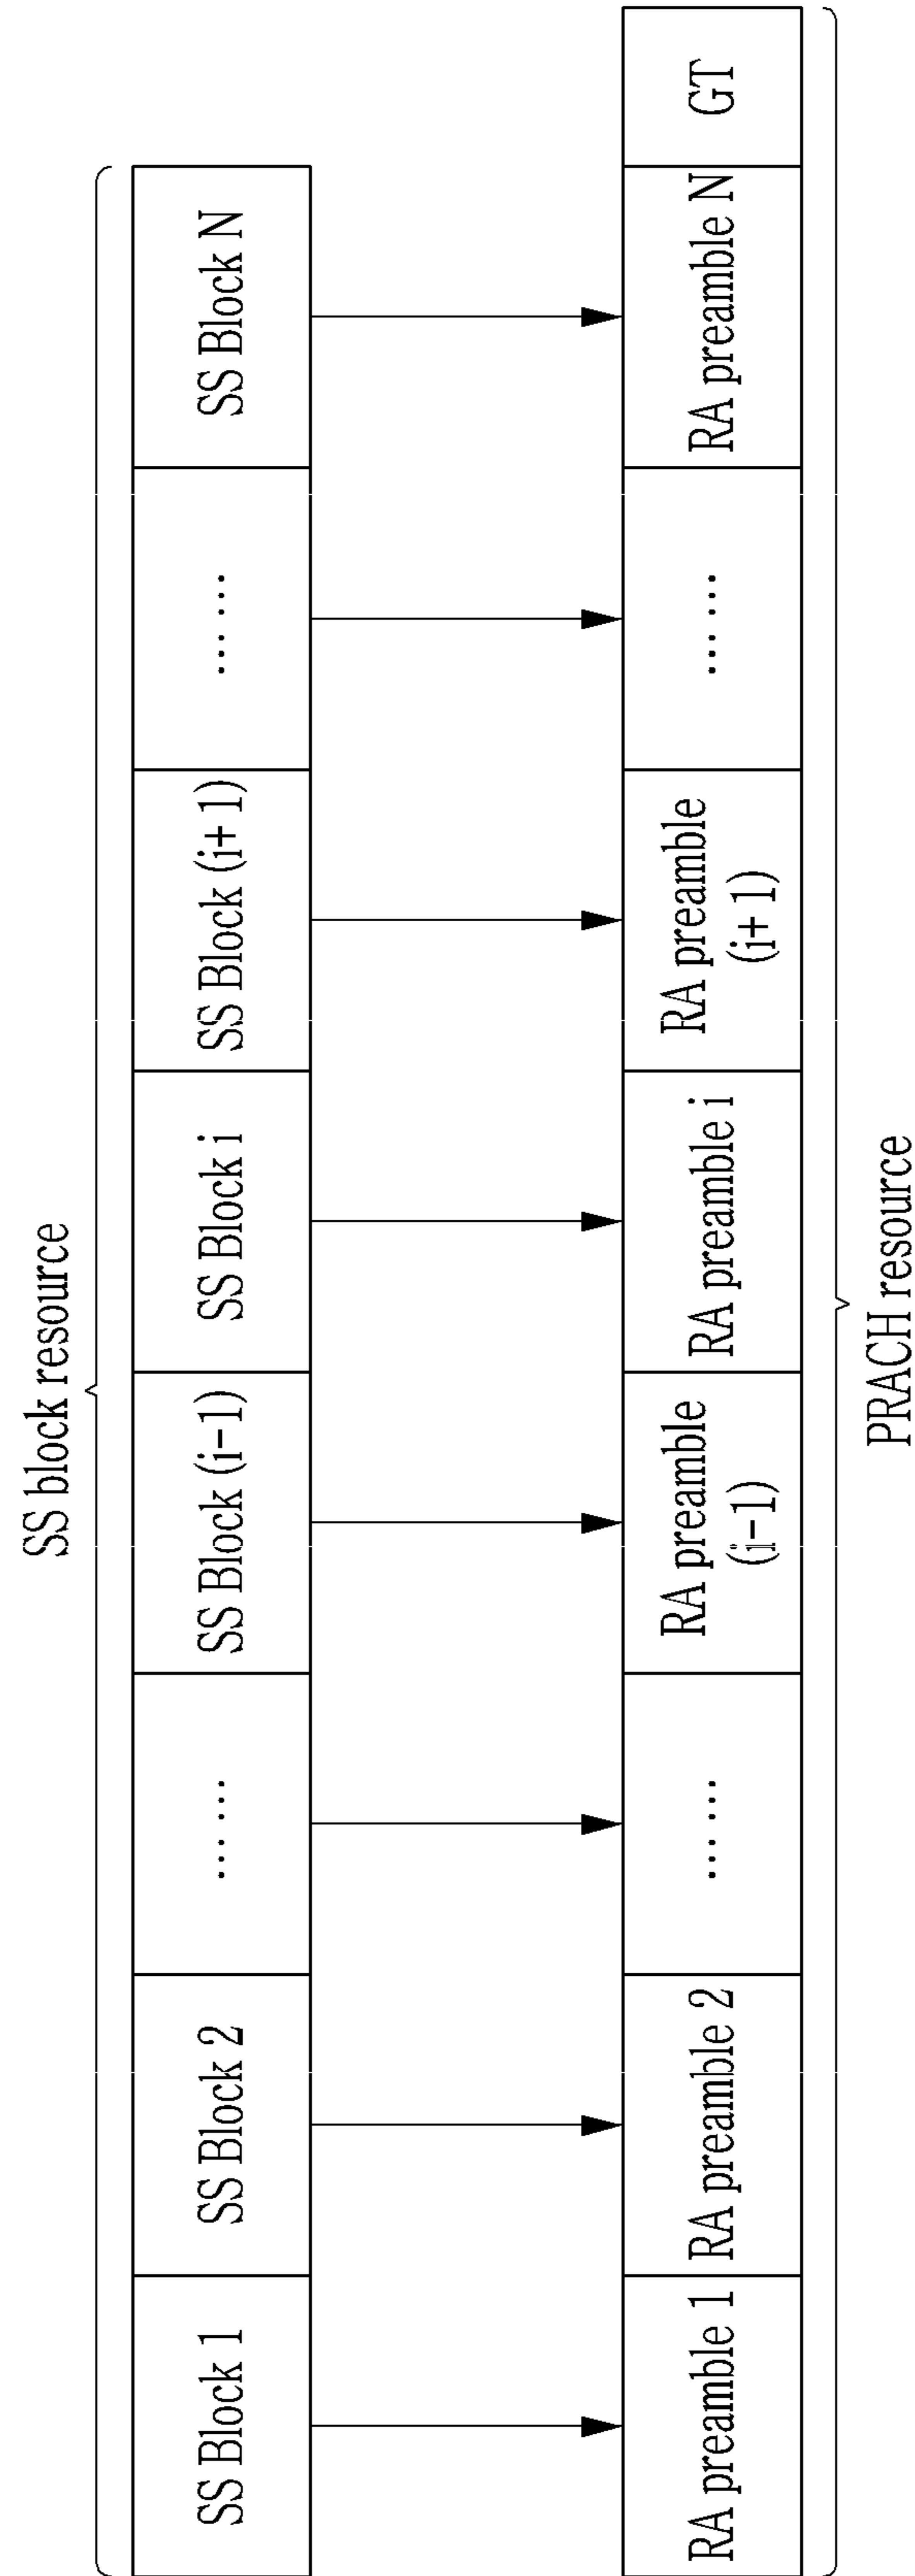 SS block resource
SS Block 1
SS Block 2
... ...
SS Block (i-1)
SS Block i
SS Block (i+1)
... ...
SS Block N
RA preamble 1
RA preamble 2
... ...
RA preamble
(i-1)
RA preamble i
RA preamble
(i+1)
... ...
RA preamble N
GT
PRACH resource